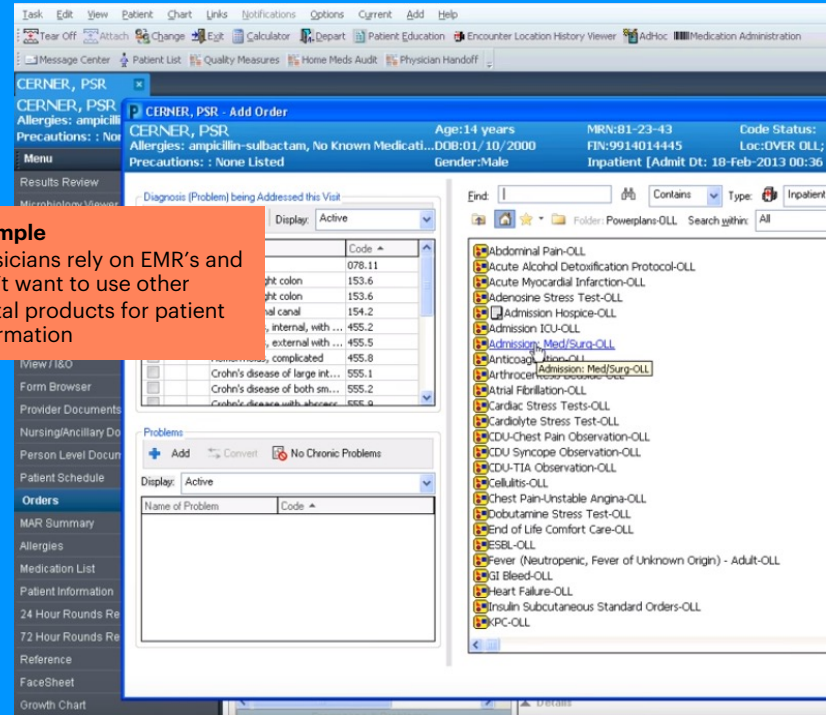 Task Edit View Patient Chart Links Notifications Options Current Add Help
Tear Off Attach Change Exit Calculator Depart Patient Education Encounter Location History Viewer AdHoc Medication Administration
Message Center Patient List Quality Measures Home Meds Audit Physician Handoff
CERNER, PSR
CERNER, PSR
Allergies: ampicilli
Precautions: : Nor
Menu
Results Review
Microbiology Viewer
mple
sicians rely on EMR's and
't want to use other
tal products for patient
rmation
IView / I&O
Form Browser
Provider Documents
Nursing/Ancillary Do
Person Level Docum
Patient Schedule
Orders
MAR Summary
Allergies
Medication List
Patient Information
24 Hour Rounds Re
72 Hour Rounds Re
Reference
FaceSheet
Growth Chart
CERNER, PSR - Add Order
CERNER, PSR Age:14 years MRN:81-23-43 Code Status:
Allergies: ampicillin-sulbactam, No Known Medicati...DOB:01/10/2000 FIN:9914014445 Loc:OVER OLL;
Precautions: : None Listed Gender:Male Inpatient [Admit Dt: 18-Feb-2013 00:36
Diagnosis (Problem) being Addressed this Visit
Display: Active
Code
078.11
ght colon 153.6
ght colon 153.6
nal canal 154.2
, internal, with ... 455.2
, external with ... 455.5
Hemorrhoids, complicated 455.8
Crohn's disease of large int... 555.1
Crohn's disease of both sm... 555.2
Crohn's disease with abscess 555.9
Problems
Add Convert No Chronic Problems
Display: Active
Name of Problem Code
Find: Contains Type: Inpatient
Folder: Powerplans-OLL Search within: All
Abdominal Pain-OLL
Acute Alcohol Detoxification Protocol-OLL
Acute Myocardial Infarction-OLL
Adenosine Stress Test-OLL
Admission Hospice-OLL
Admission ICU-OLL
Admission: Med/Surg-OLL
Anticoagulation-OLL
Admission: Med/Surg-OLL
Atrial Fibrillation-OLL
Cardiac Stress Tests-OLL
Cardiolyte Stress Test-OLL
CDU-Chest Pain Observation-OLL
CDU Syncope Observation-OLL
CDU-TIA Observation-OLL
Cellulitis-OLL
Chest Pain-Unstable Angina-OLL
Dobutamine Stress Test-OLL
End of Life Comfort Care-OLL
ESBL-OLL
Fever (Neutropenic, Fever of Unknown Origin) - Adult-OLL
GI Bleed-OLL
Heart Failure-OLL
Insulin Subcutaneous Standard Orders-OLL
KPC-OLL
Details